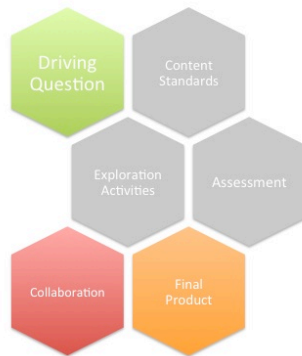 Driving
Question
Content
Standards
Exploration
Activities
Assessment
Collaboration
Final
Product